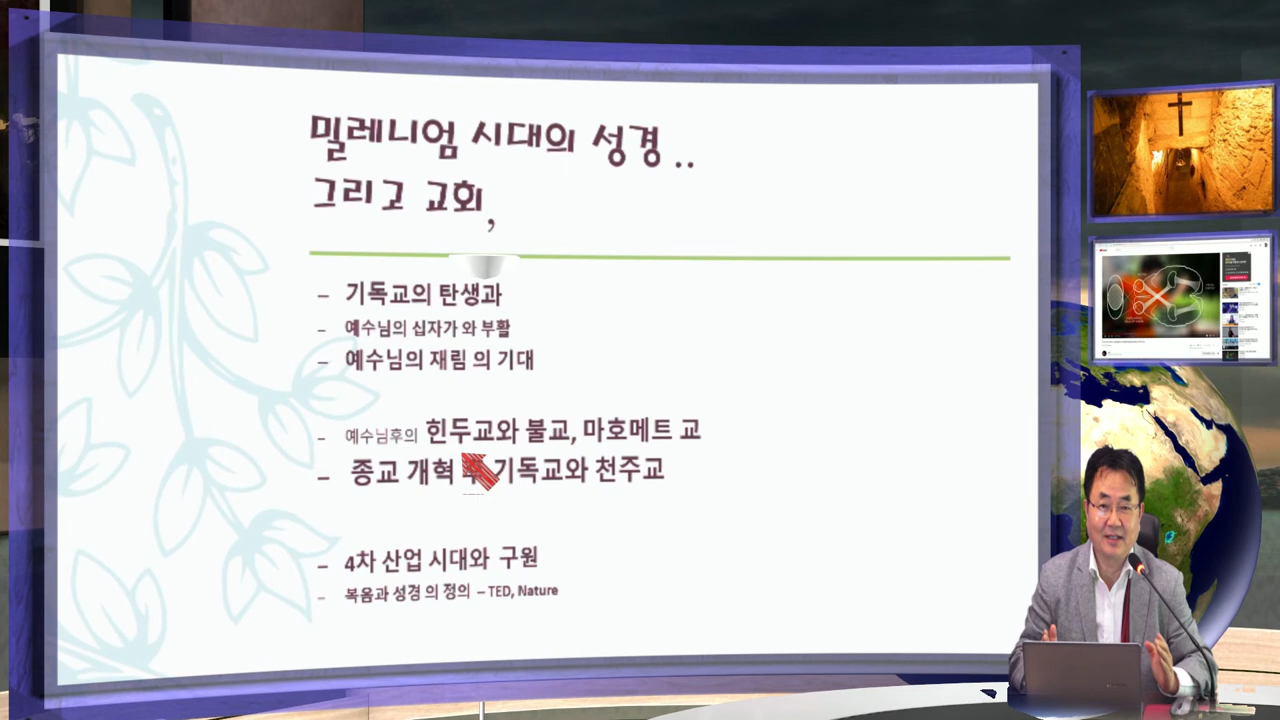 밀레니엄 시대의 성경 ..
그리고 교회,
– 기독교의 탄생과
– 예수님의 십자가 와 부활
– 예수님의 재림 의 기대
– 예수님후의 힌두교와 불교, 마호메트 교
– 종교 개혁 기독교와 천주교
– 4차 산업 시대와 구원
– 복음과 성경 의 정의 – TED, Nature